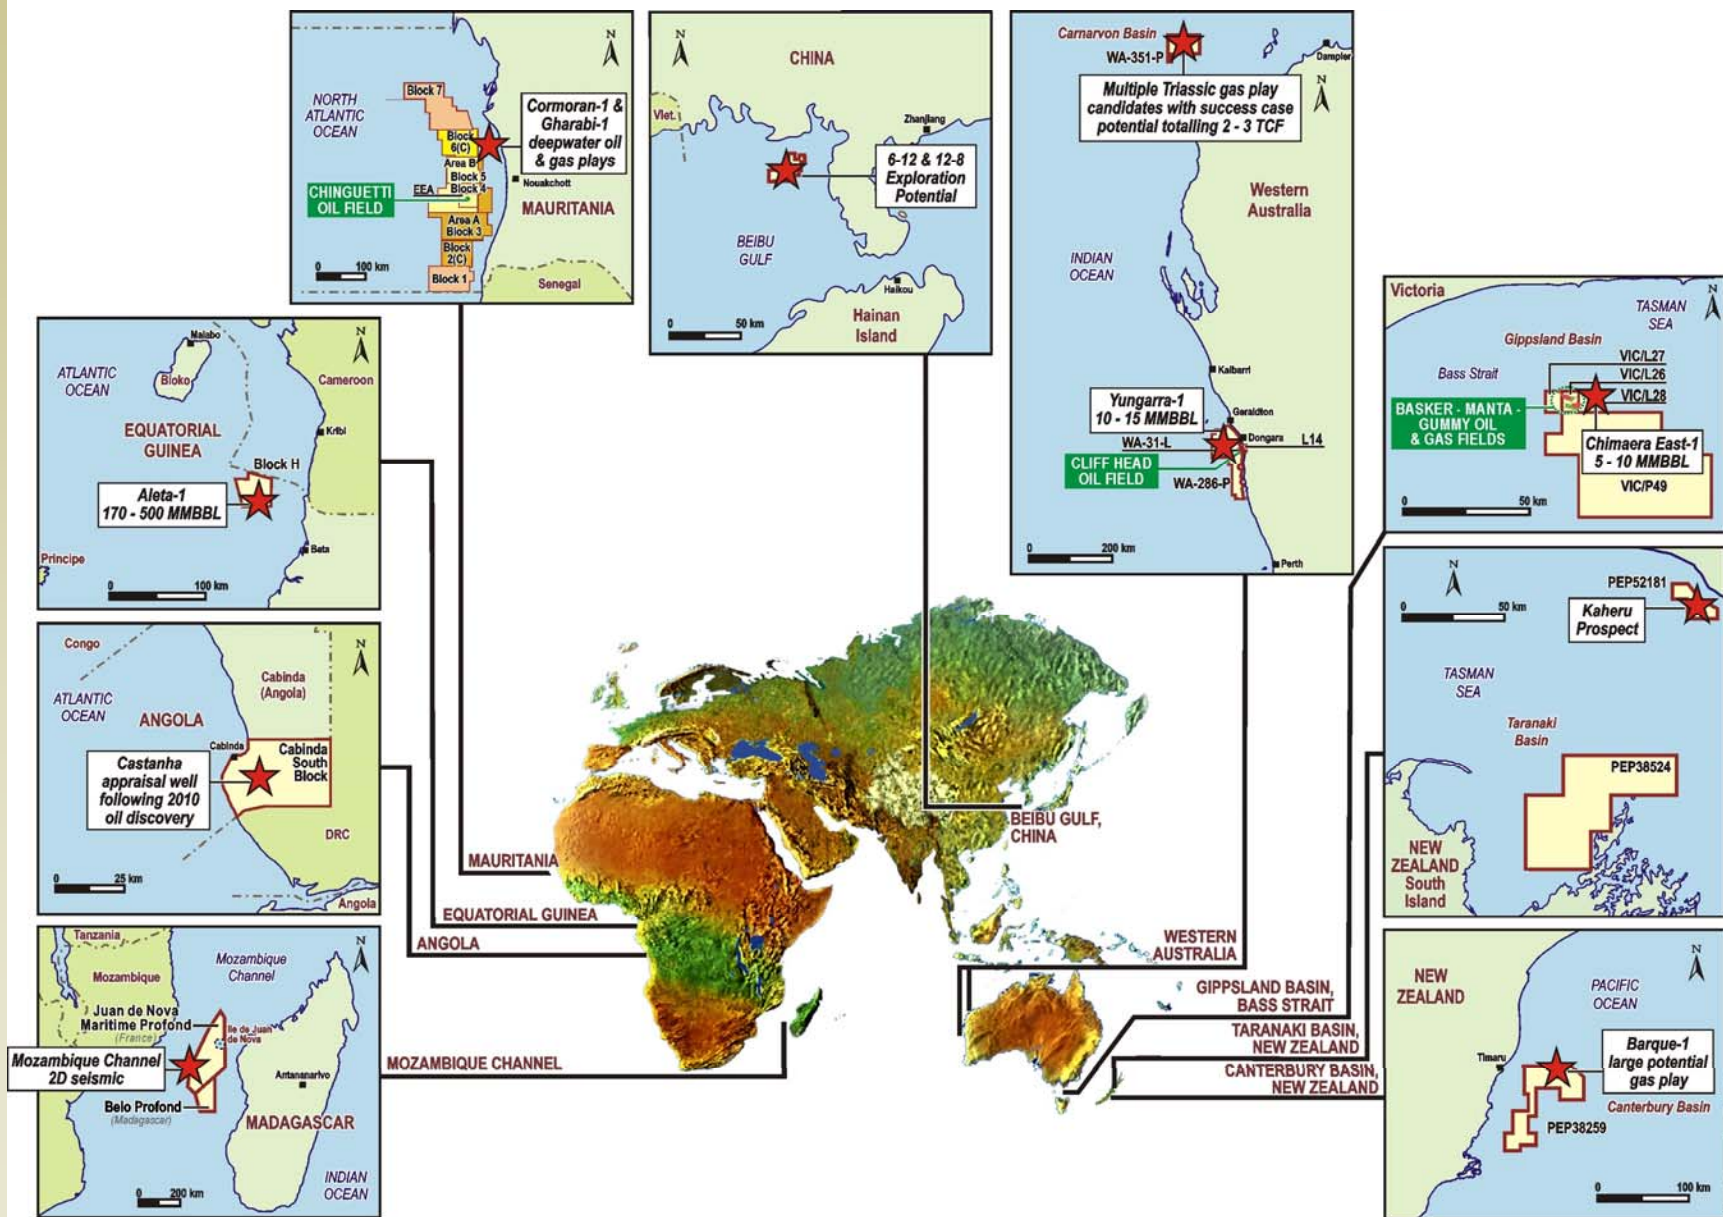 N
NORTH
ATLANTIC
OCEAN
Block 7
Cormoran-1 &
Gharabi-1
deepwater oil
& gas plays
Block
6(C)
Area B
Block 5
Block 4
EEA
Nouakchott
CHINGUETTI
OIL FIELD
MAURITANIA
Area A
Block 3
Block
2(C)
Block 1
0 100 km
Senegal
N
CHINA
Viet.
Zhanjiang
6-12 & 12-8
Exploration
Potential
BEIBU
GULF
Haikou
Hainan
Island
0 50 km
Carnarvon Basin
WA-351-P
Dampier
N
Multiple Triassic gas play
candidates with success case
potential totalling 2 - 3 TCF
Western
Australia
INDIAN
OCEAN
Kalbarri
Yungarra-1
10 - 15 MMBBL
Geraldton
WA-31-L
Dongara
L14
CLIFF HEAD
OIL FIELD
WA-286-P
0 200 km
Perth
Victoria
N
TASMAN
SEA
Gippsland Basin
VIC/L27
Bass Strait
VIC/L26
VIC/L28
BASKER - MANTA -
GUMMY OIL
& GAS FIELDS
Chimaera East-1
5 - 10 MMBBL
VIC/P49
0 50 km
N
Malabo
ATLANTIC
OCEAN
Bioko
Cameroon
EQUATORIAL
GUINEA
Kribi
Block H
Aleta-1
170 - 500 MMBBL
Bata
Principe
0 100 km
N
PEP52181
0 50 km
Kaheru
Prospect
TASMAN
SEA
Taranaki
Basin
PEP38524
NEW
ZEALAND
South
Island
Congo
N
Cabinda
(Angola)
ATLANTIC
OCEAN
ANGOLA
Cabinda
Cabinda
South
Block
Castanha
appraisal well
following 2010
oil discovery
DRC
0 25 km
Angola
Tanzania
N
Mozambique
Channel
Mozambique
Juan de Nova
Maritime Profond
(France)
Ile de Juan
de Nova
Mozambique Channel
2D seismic
Antananarivo
Belo Profond
(Madagascar)
MADAGASCAR
INDIAN
OCEAN
0 200 km
NEW
ZEALAND
N
PACIFIC
OCEAN
Timaru
Barque-1
large potential
gas play
Canterbury Basin
PEP38259
0 100 km
BEIBU GULF,
CHINA
MAURITANIA
EQUATORIAL GUINEA
ANGOLA
MOZAMBIQUE CHANNEL
WESTERN
AUSTRALIA
GIPPSLAND BASIN,
BASS STRAIT
TARANAKI BASIN,
NEW ZEALAND
CANTERBURY BASIN,
NEW ZEALAND